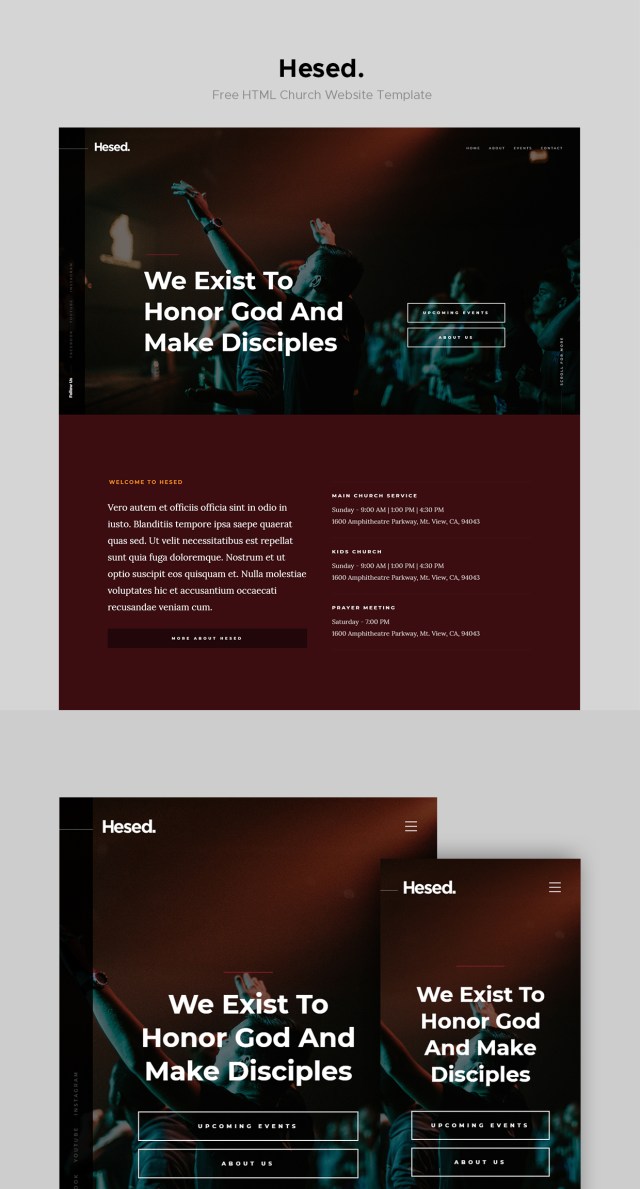 Hesed.
Free HTML Church Website Template
Hesed.
HOME ABOUT EVENTS CONTACT
We Exist To
Honor God And
Make Disciples
UPCOMING EVENTS
ABOUT US
Follow Us
SCROLL FOR MORE
WELCOME TO HESED
Vero autem et officiis officia sint in odio in
iusto. Blanditiis tempore ipsa saepe quaerat
quas sed. Ut velit necessitatibus est repellat
sunt quia fuga doloremque. Nostrum et ut
optio suscipit eos quisquam et. Nulla molestiae
voluptates hic et accusantium occaecati
recusandae veniam cum.
MORE ABOUT HESED
MAIN CHURCH SERVICE
Sunday - 9:00 AM | 1:00 PM | 4:30 PM
1600 Amphitheatre Parkway, Mt. View, CA, 94043
KIDS CHURCH
Sunday - 9:00 AM | 1:00 PM | 4:30 PM
1600 Amphitheatre Parkway, Mt. View, CA, 94043
PRAYER MEETING
Saturday - 7:00 PM
1600 Amphitheatre Parkway, Mt. View, CA, 94043
Hesed.
We Exist To
Honor God And
Make Disciples
UPCOMING EVENTS
ABOUT US
YOUTUBE INSTAGRAM
Hesed.
We Exist To
Honor God
And Make
Disciples
UPCOMING EVENTS
ABOUT US